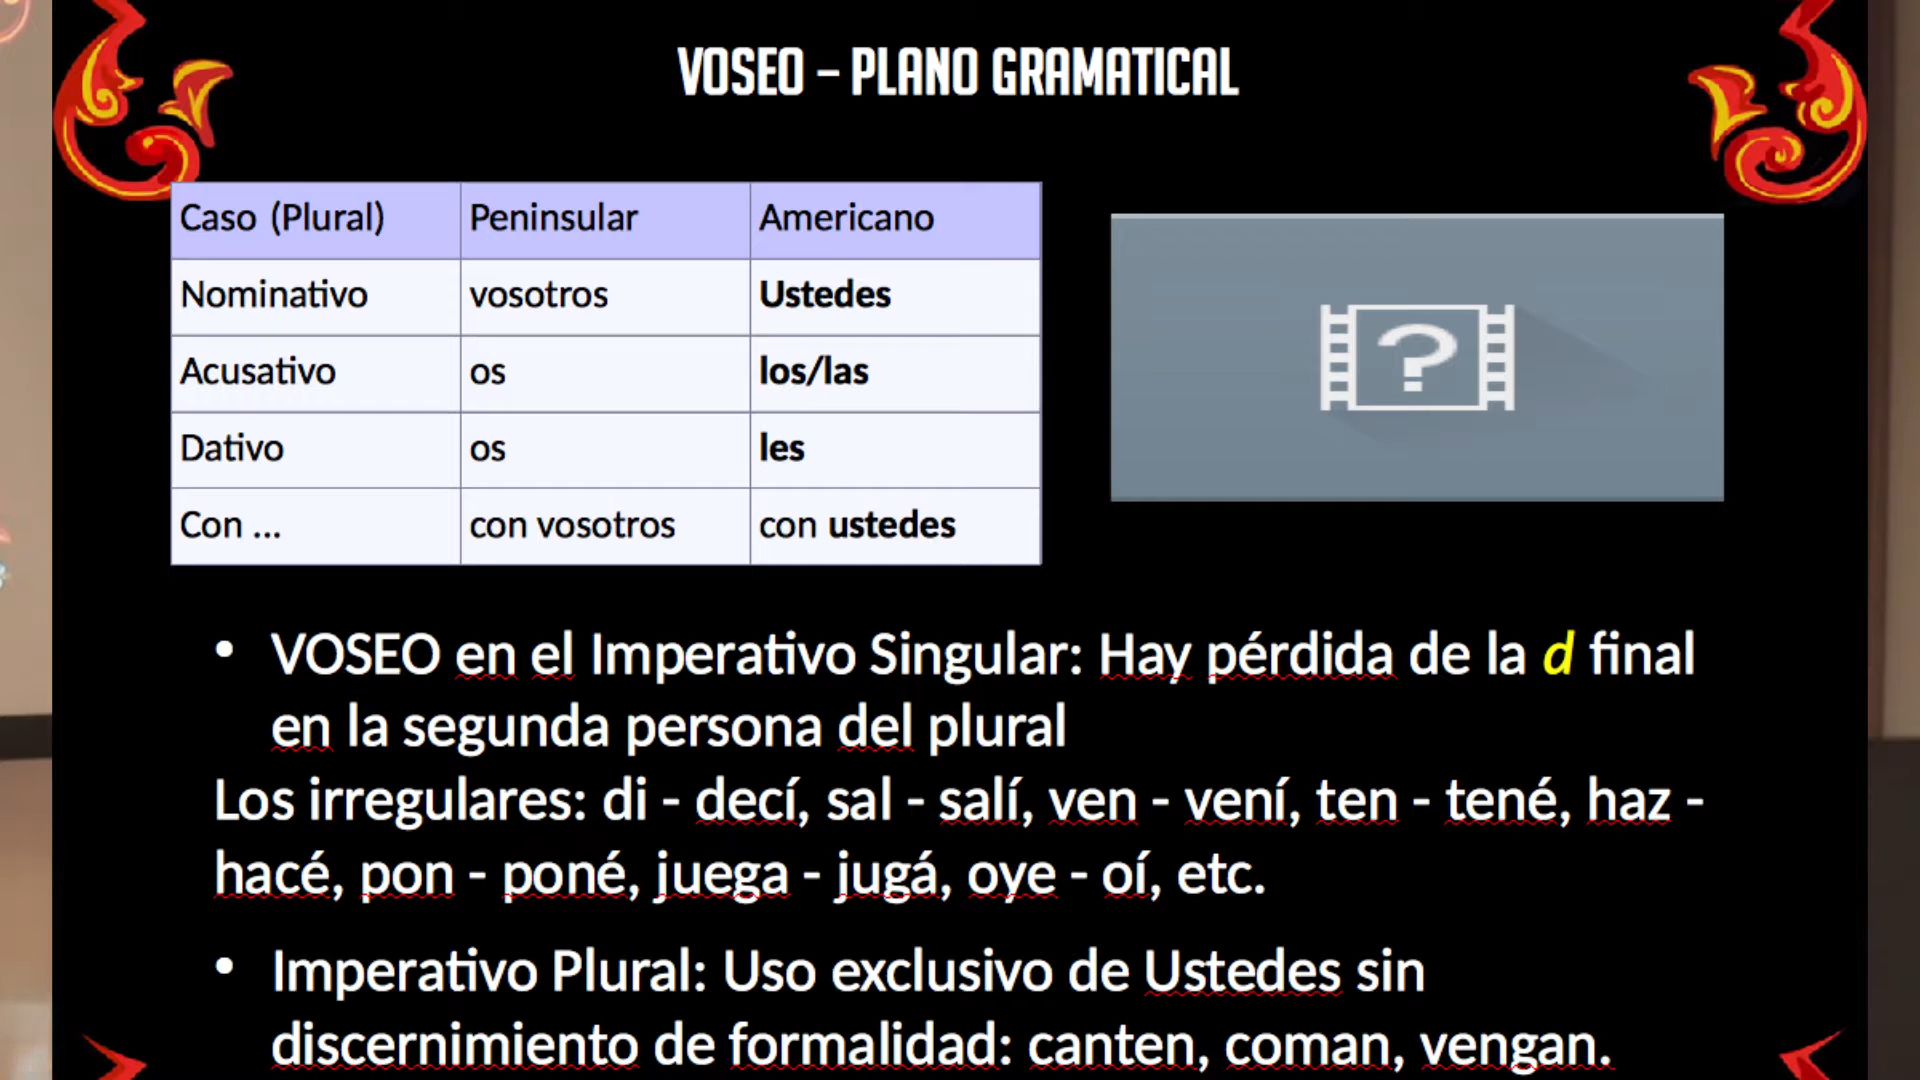 VOSEO – PLANO GRAMATICAL
Caso (Plural) Peninsular Americano
Nominativo vosotros Ustedes
Acusativo os los/las
Dativo os les
Con ... con vosotros con ustedes
?
• VOSEO en el Imperativo Singular: Hay pérdida de la d final
en la segunda persona del plural
Los irregulares: di - decí, sal - salí, ven - vení, ten - tené, haz -
hacé, pon - poné, juega - jugá, oye - oí, etc.
• Imperativo Plural: Uso exclusivo de Ustedes sin
discernimiento de formalidad: canten, coman, vengan.